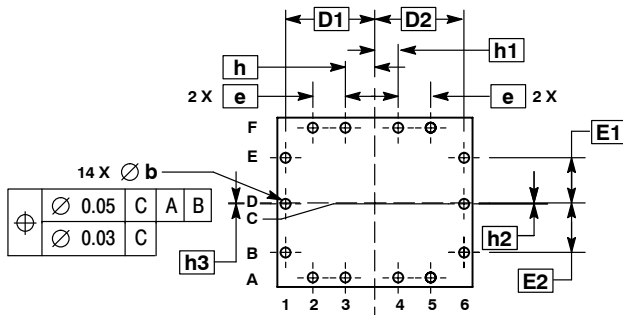 D1 D2
h h1
2 X e e 2 X
F
E E1
14 X Ø b
D
⌖ Ø 0.05 C A B
C
Ø 0.03 C
h3 B h2 E2
A
1 2 3 4 5 6